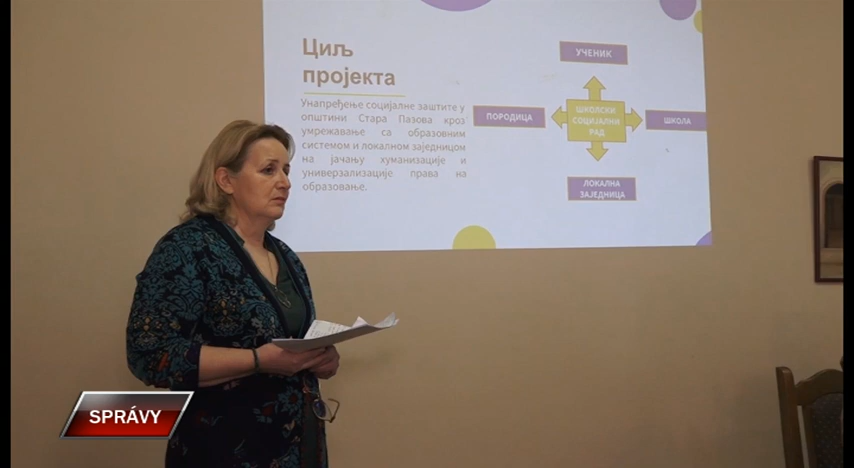 Циљ
пројекта
Унапређење социјалне заштите у
општини Стара Пазова кроз
умрежавање са образовним
системом и локалном заједницом
на јачању хуманизације и
универзализације права на
образовање.
УЧЕНИК
ПОРОДИЦА
ШКОЛСКИ
СОЦИЈАЛНИ
РАД
ШКОЛА
ЛОКАЛНА
ЗАЈЕДНИЦА
SPRÁVY